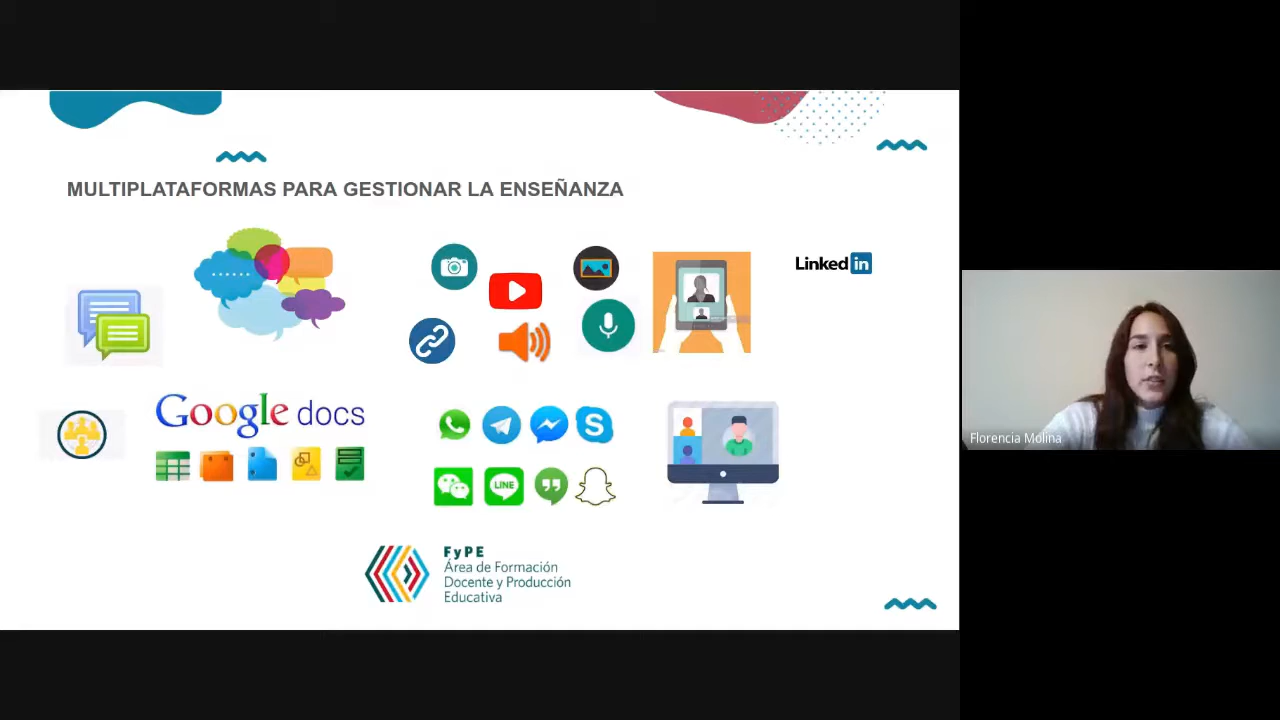 MULTIPLATAFORMAS PARA GESTIONAR LA ENSEÑANZA
Linked in
Google docs
LINE
FyPE
Área de Formación
Docente y Producción
Educativa
Florencia Molina